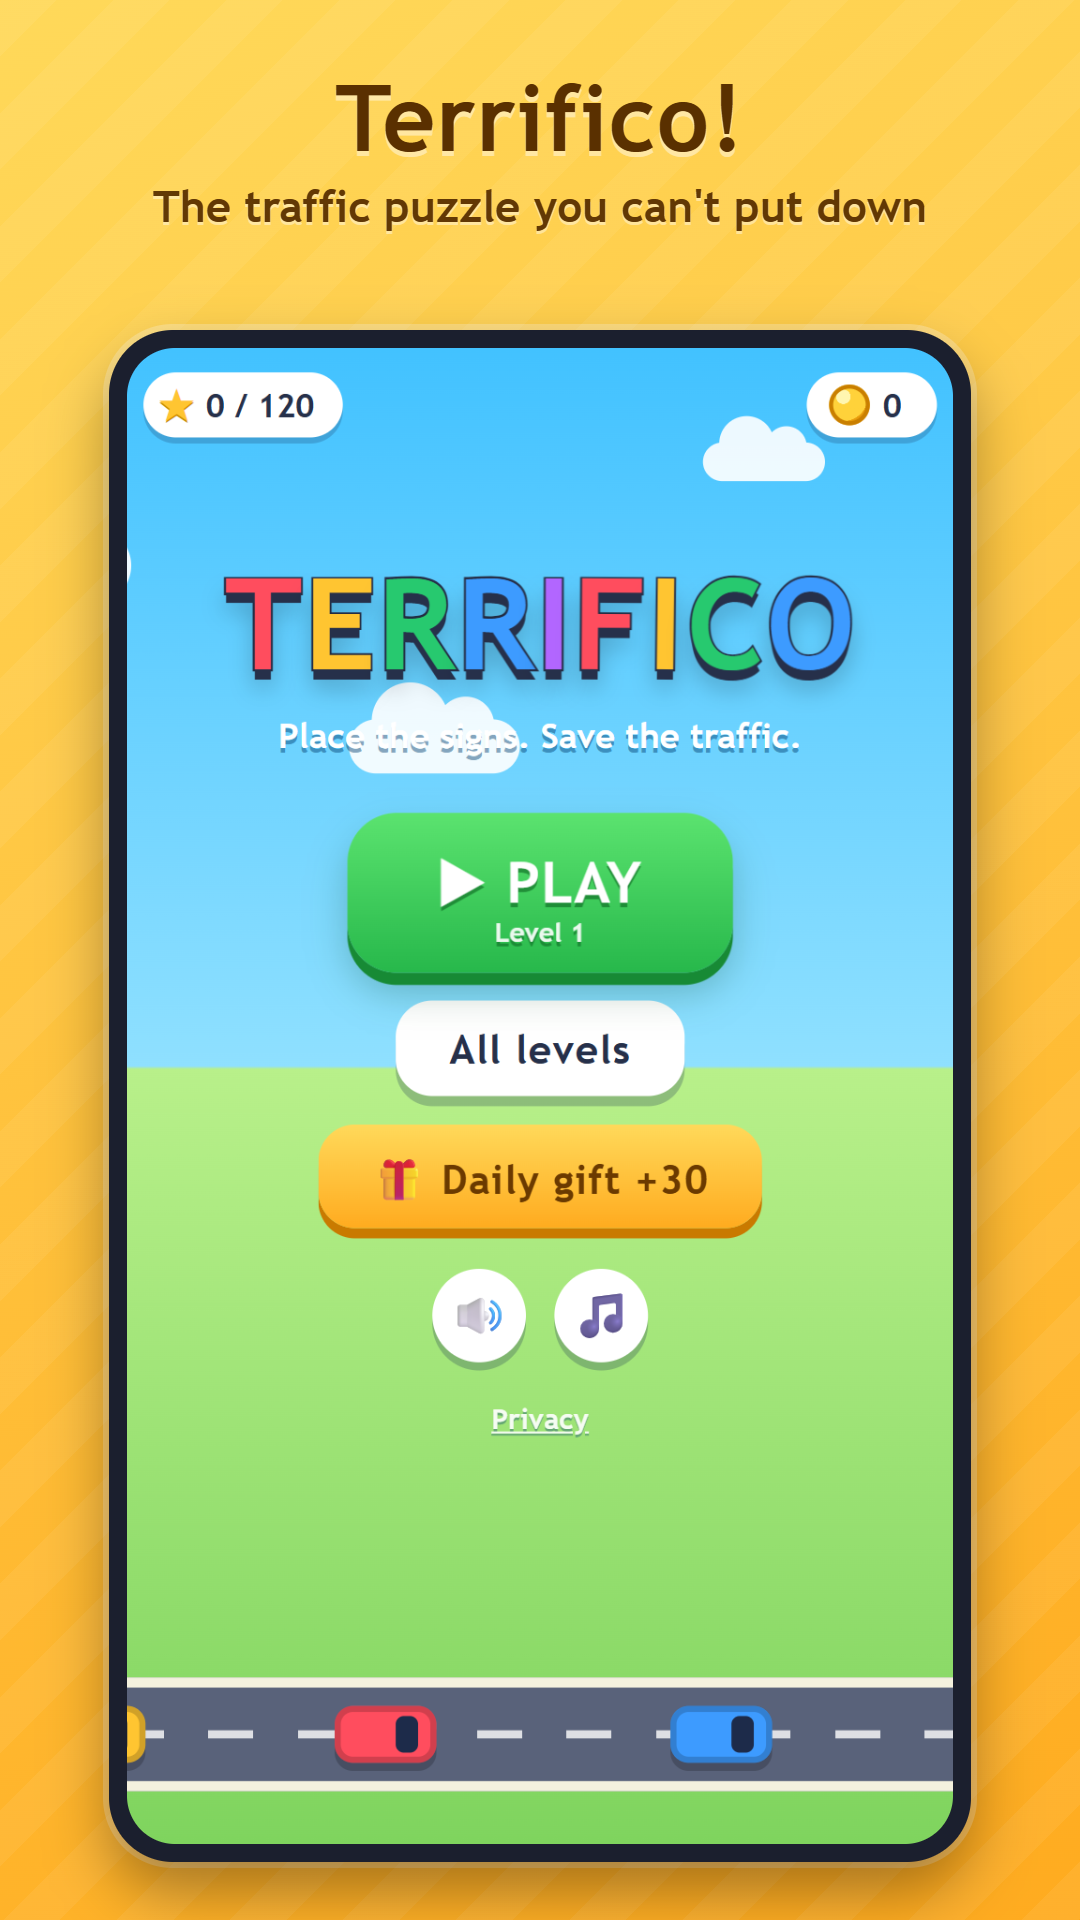 Terrifico!
The traffic puzzle you can't put down
0 / 120
0
TERRIFICO
Place the signs. Save the traffic.
PLAY
Level 1
All levels
Daily gift +30
Privacy